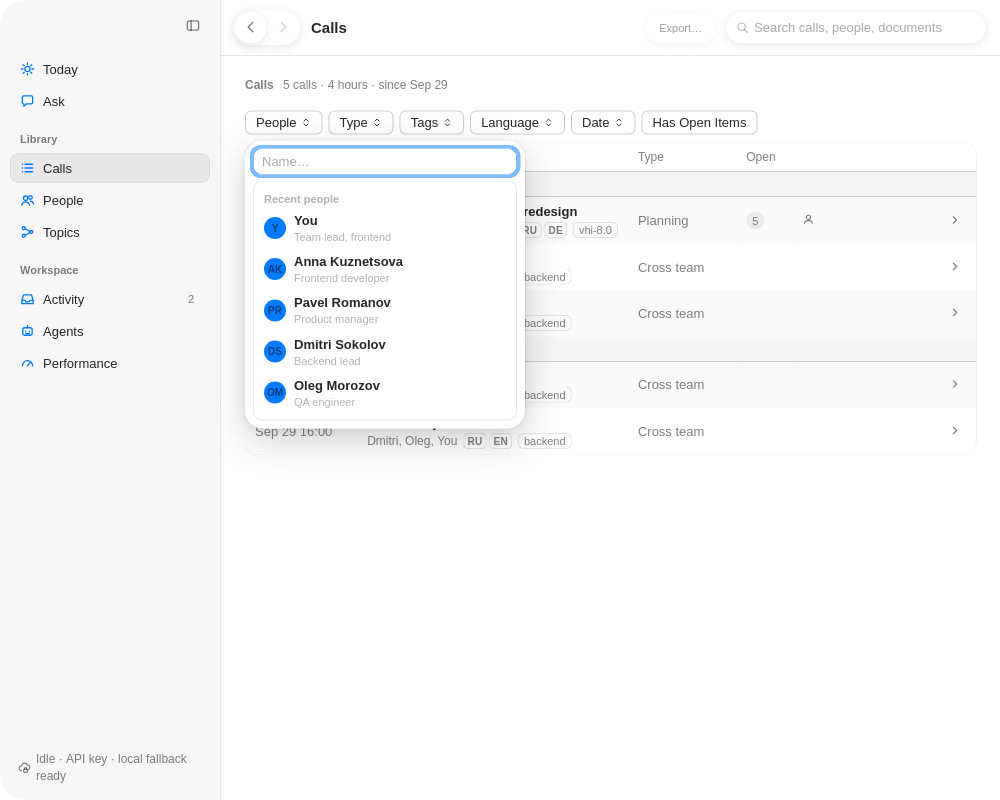 Calls
Export…
Search calls, people, documents
Today
Ask
Library
Calls
People
Topics
Workspace
Activity 2
Agents
Performance
Idle · API key · local fallback
ready
Calls 5 calls · 4 hours · since Sep 29
People Type Tags Language Date Has Open Items
Type Open
Name…
Recent people
Y You
Team lead, frontend
AK Anna Kuznetsova
Frontend developer
PR Pavel Romanov
Product manager
DS Dmitri Sokolov
Backend lead
OM Oleg Morozov
QA engineer
redesign
RU DE vhi-8.0
Planning 5
Cross team
backend
Cross team
backend
Cross team
backend
Sep 29 16:00
Dmitri, Oleg, You RU EN backend
Cross team